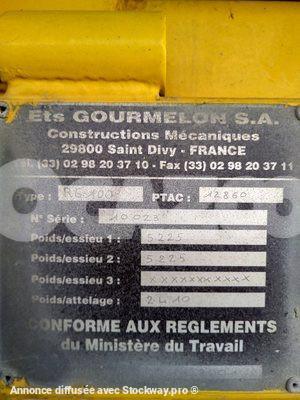 Ets GOURMELON S.A.
Constructions Mécaniques
29800 Saint Divy - FRANCE
Tél. (33) 02 98 20 37 10 - Fax (33) 02 98 20 37 11
Type : PTAC : 12860
N° Série : 10023
Poids/essieu 1 : 5225
Poids/essieu 2 : 5225
Poids/essieu 3 : xxxxxxxxxxx
Poids/attelage : 2410
CONFORME AUX REGLEMENTS
du Ministère du Travail
Annonce diffusée avec Stockway.pro ®